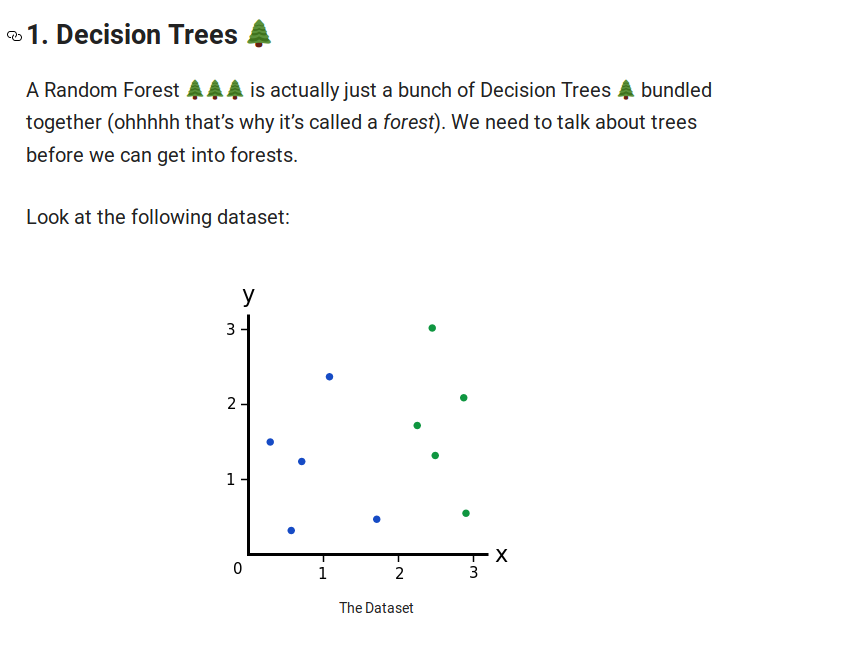 1. Decision Trees 🌲
A Random Forest 🌲🌲🌲 is actually just a bunch of Decision Trees 🌲 bundled
together (ohhhhh that’s why it’s called a forest). We need to talk about trees
before we can get into forests.
Look at the following dataset:
y
3
2
1
0
1 2 3
x
The Dataset